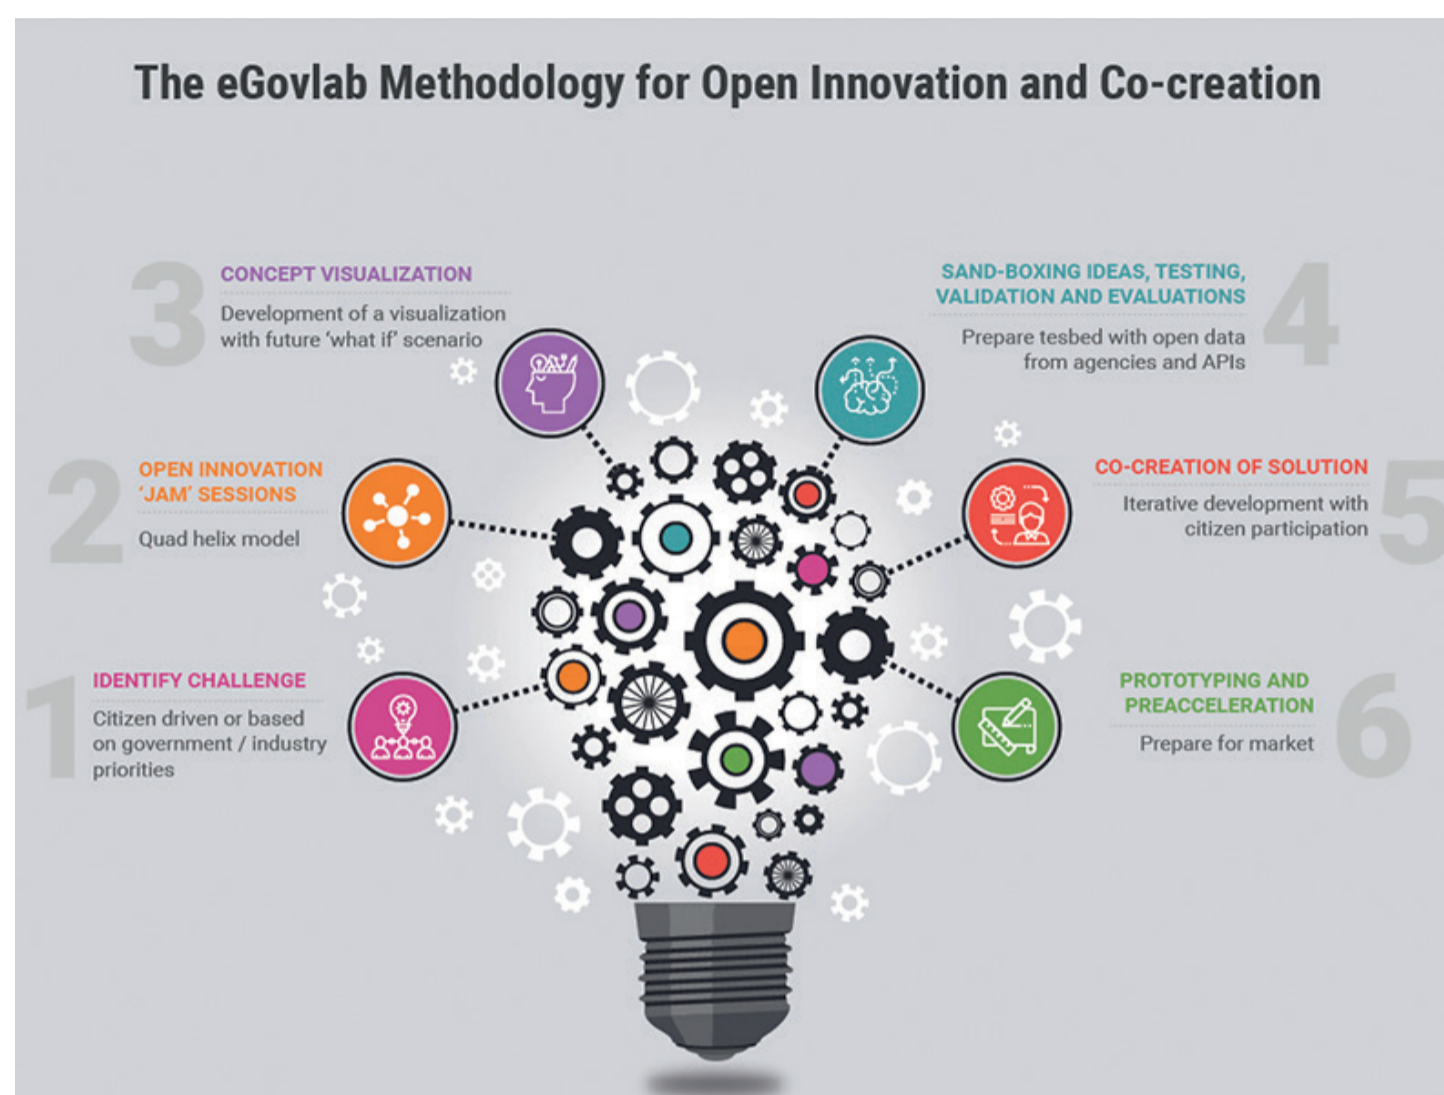 The eGovlab Methodology for Open Innovation and Co-creation
1
IDENTIFY CHALLENGE
Citizen driven or based
on government / industry
priorities
2
OPEN INNOVATION
‘JAM’ SESSIONS
Quad helix model
3
CONCEPT VISUALIZATION
Development of a visualization
with future ‘what if’ scenario
4
SAND-BOXING IDEAS, TESTING,
VALIDATION AND EVALUATIONS
Prepare tesbed with open data
from agencies and APIs
5
CO-CREATION OF SOLUTION
Iterative development with
citizen participation
6
PROTOTYPING AND
PREACCELERATION
Prepare for market